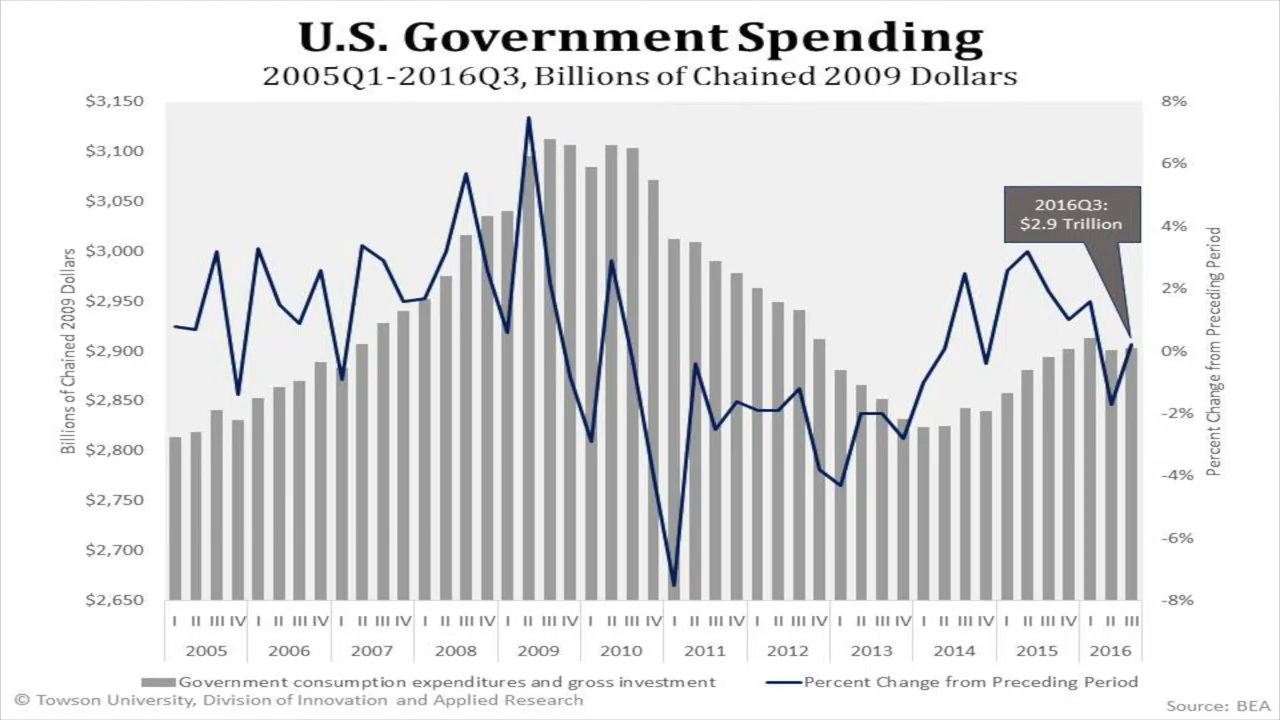 U.S. Government Spending
2005Q1-2016Q3, Billions of Chained 2009 Dollars
$3,150
$3,100
$3,050
$3,000
$2,950
$2,900
$2,850
$2,800
$2,750
$2,700
$2,650
Billions of Chained 2009 Dollars
8%
6%
4%
2%
0%
-2%
-4%
-6%
-8%
Percent Change from Preceding Period
2016Q3:
$2.9 Trillion
I II III IV I II III IV I II III IV I II III IV I II III IV I II III IV I II III IV I II III IV I II III IV I II III IV I II III IV I II III
2005 2006 2007 2008 2009 2010 2011 2012 2013 2014 2015 2016
Government consumption expenditures and gross investment Percent Change from Preceding Period
© Towson University, Division of Innovation and Applied Research
Source: BEA